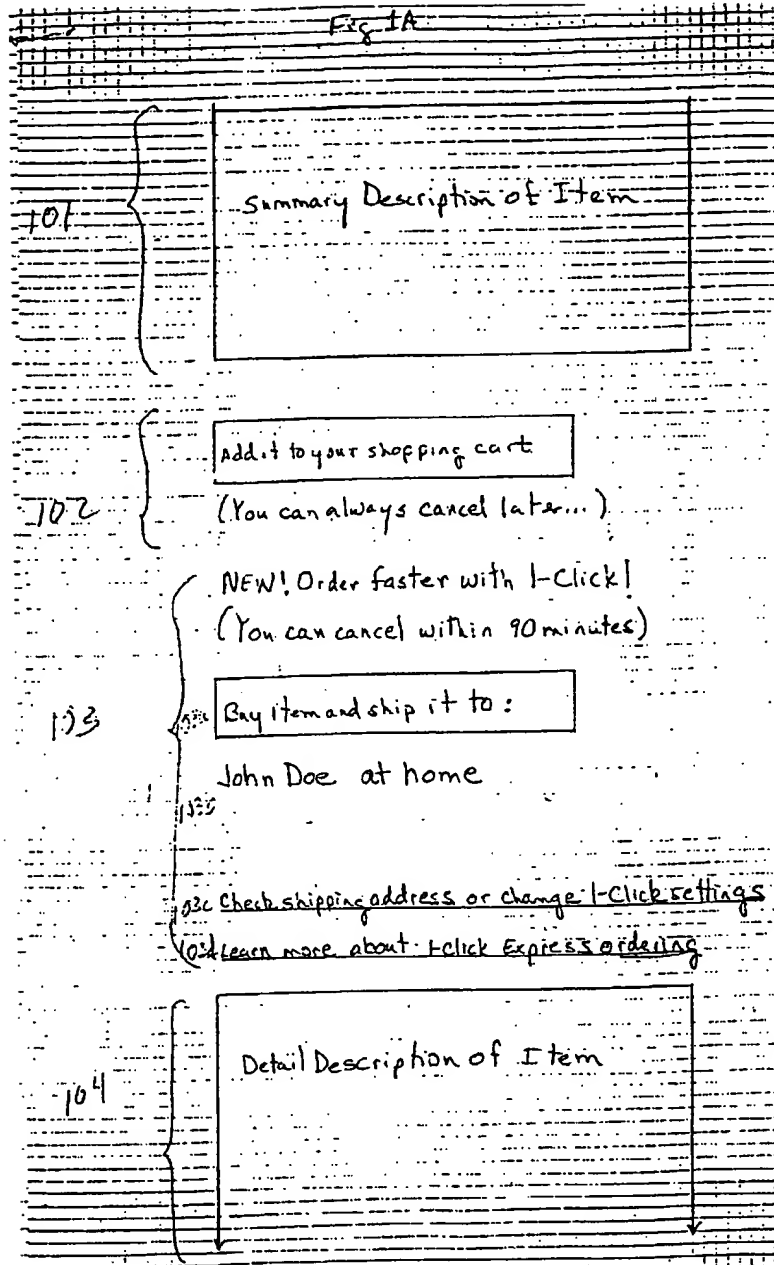 Fig 1A
101
Summary Description of Item
102
Add it to your shopping cart
(You can always cancel later...)
103
NEW! Order faster with 1-Click!
(You can cancel within 90 minutes)
Buy item and ship it to:
John Doe at home
103c Check shipping address or change 1-Click settings
103d Learn more about 1-Click Express ordering
104
Detail Description of Item